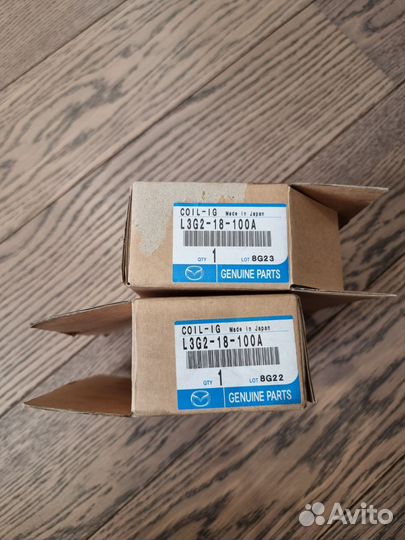 COIL-IG Made in Japan
L3G2-18-100A
QTY 1 LOT 8G23
GENUINE PARTS
COIL-IG Made in Japan
L3G2-18-100A
QTY 1 LOT 8G22
GENUINE PARTS
Avito